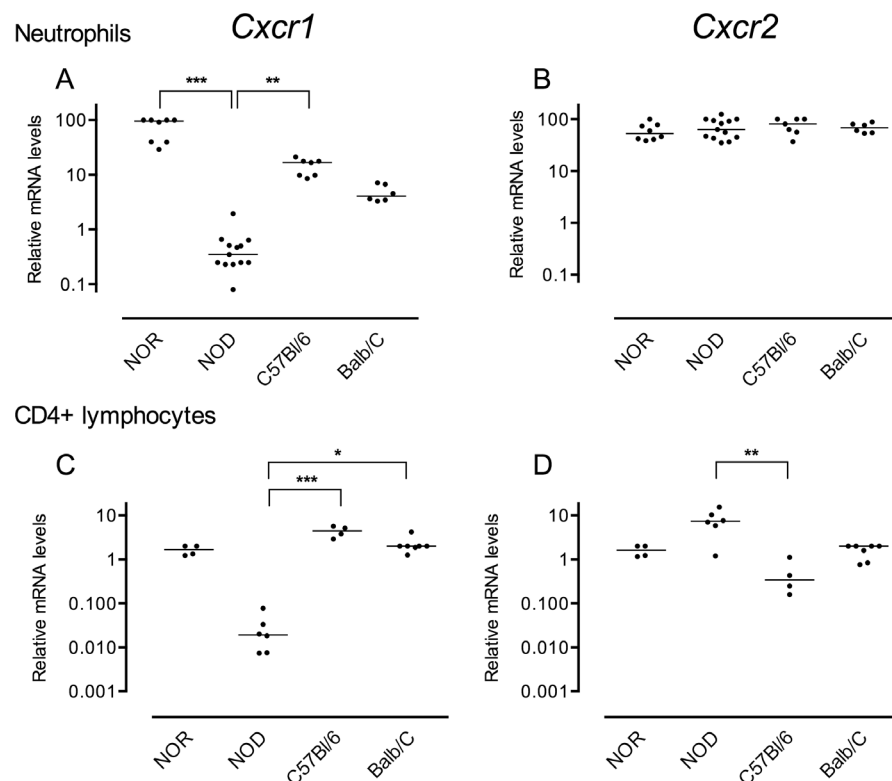 Neutrophils
Cxcr1
Cxcr2
A
***
**
Relative mRNA levels
100
10
1
0.1
NOR
NOD
C57Bl/6
Balb/C
B
Relative mRNA levels
100
10
1
0.1
NOR
NOD
C57Bl/6
Balb/C
CD4+ lymphocytes
C
*
***
Relative mRNA levels
10
1
0.100
0.010
0.001
NOR
NOD
C57Bl/6
Balb/C
D
**
Relative mRNA levels
10
1
0.100
0.010
0.001
NOR
NOD
C57Bl/6
Balb/C